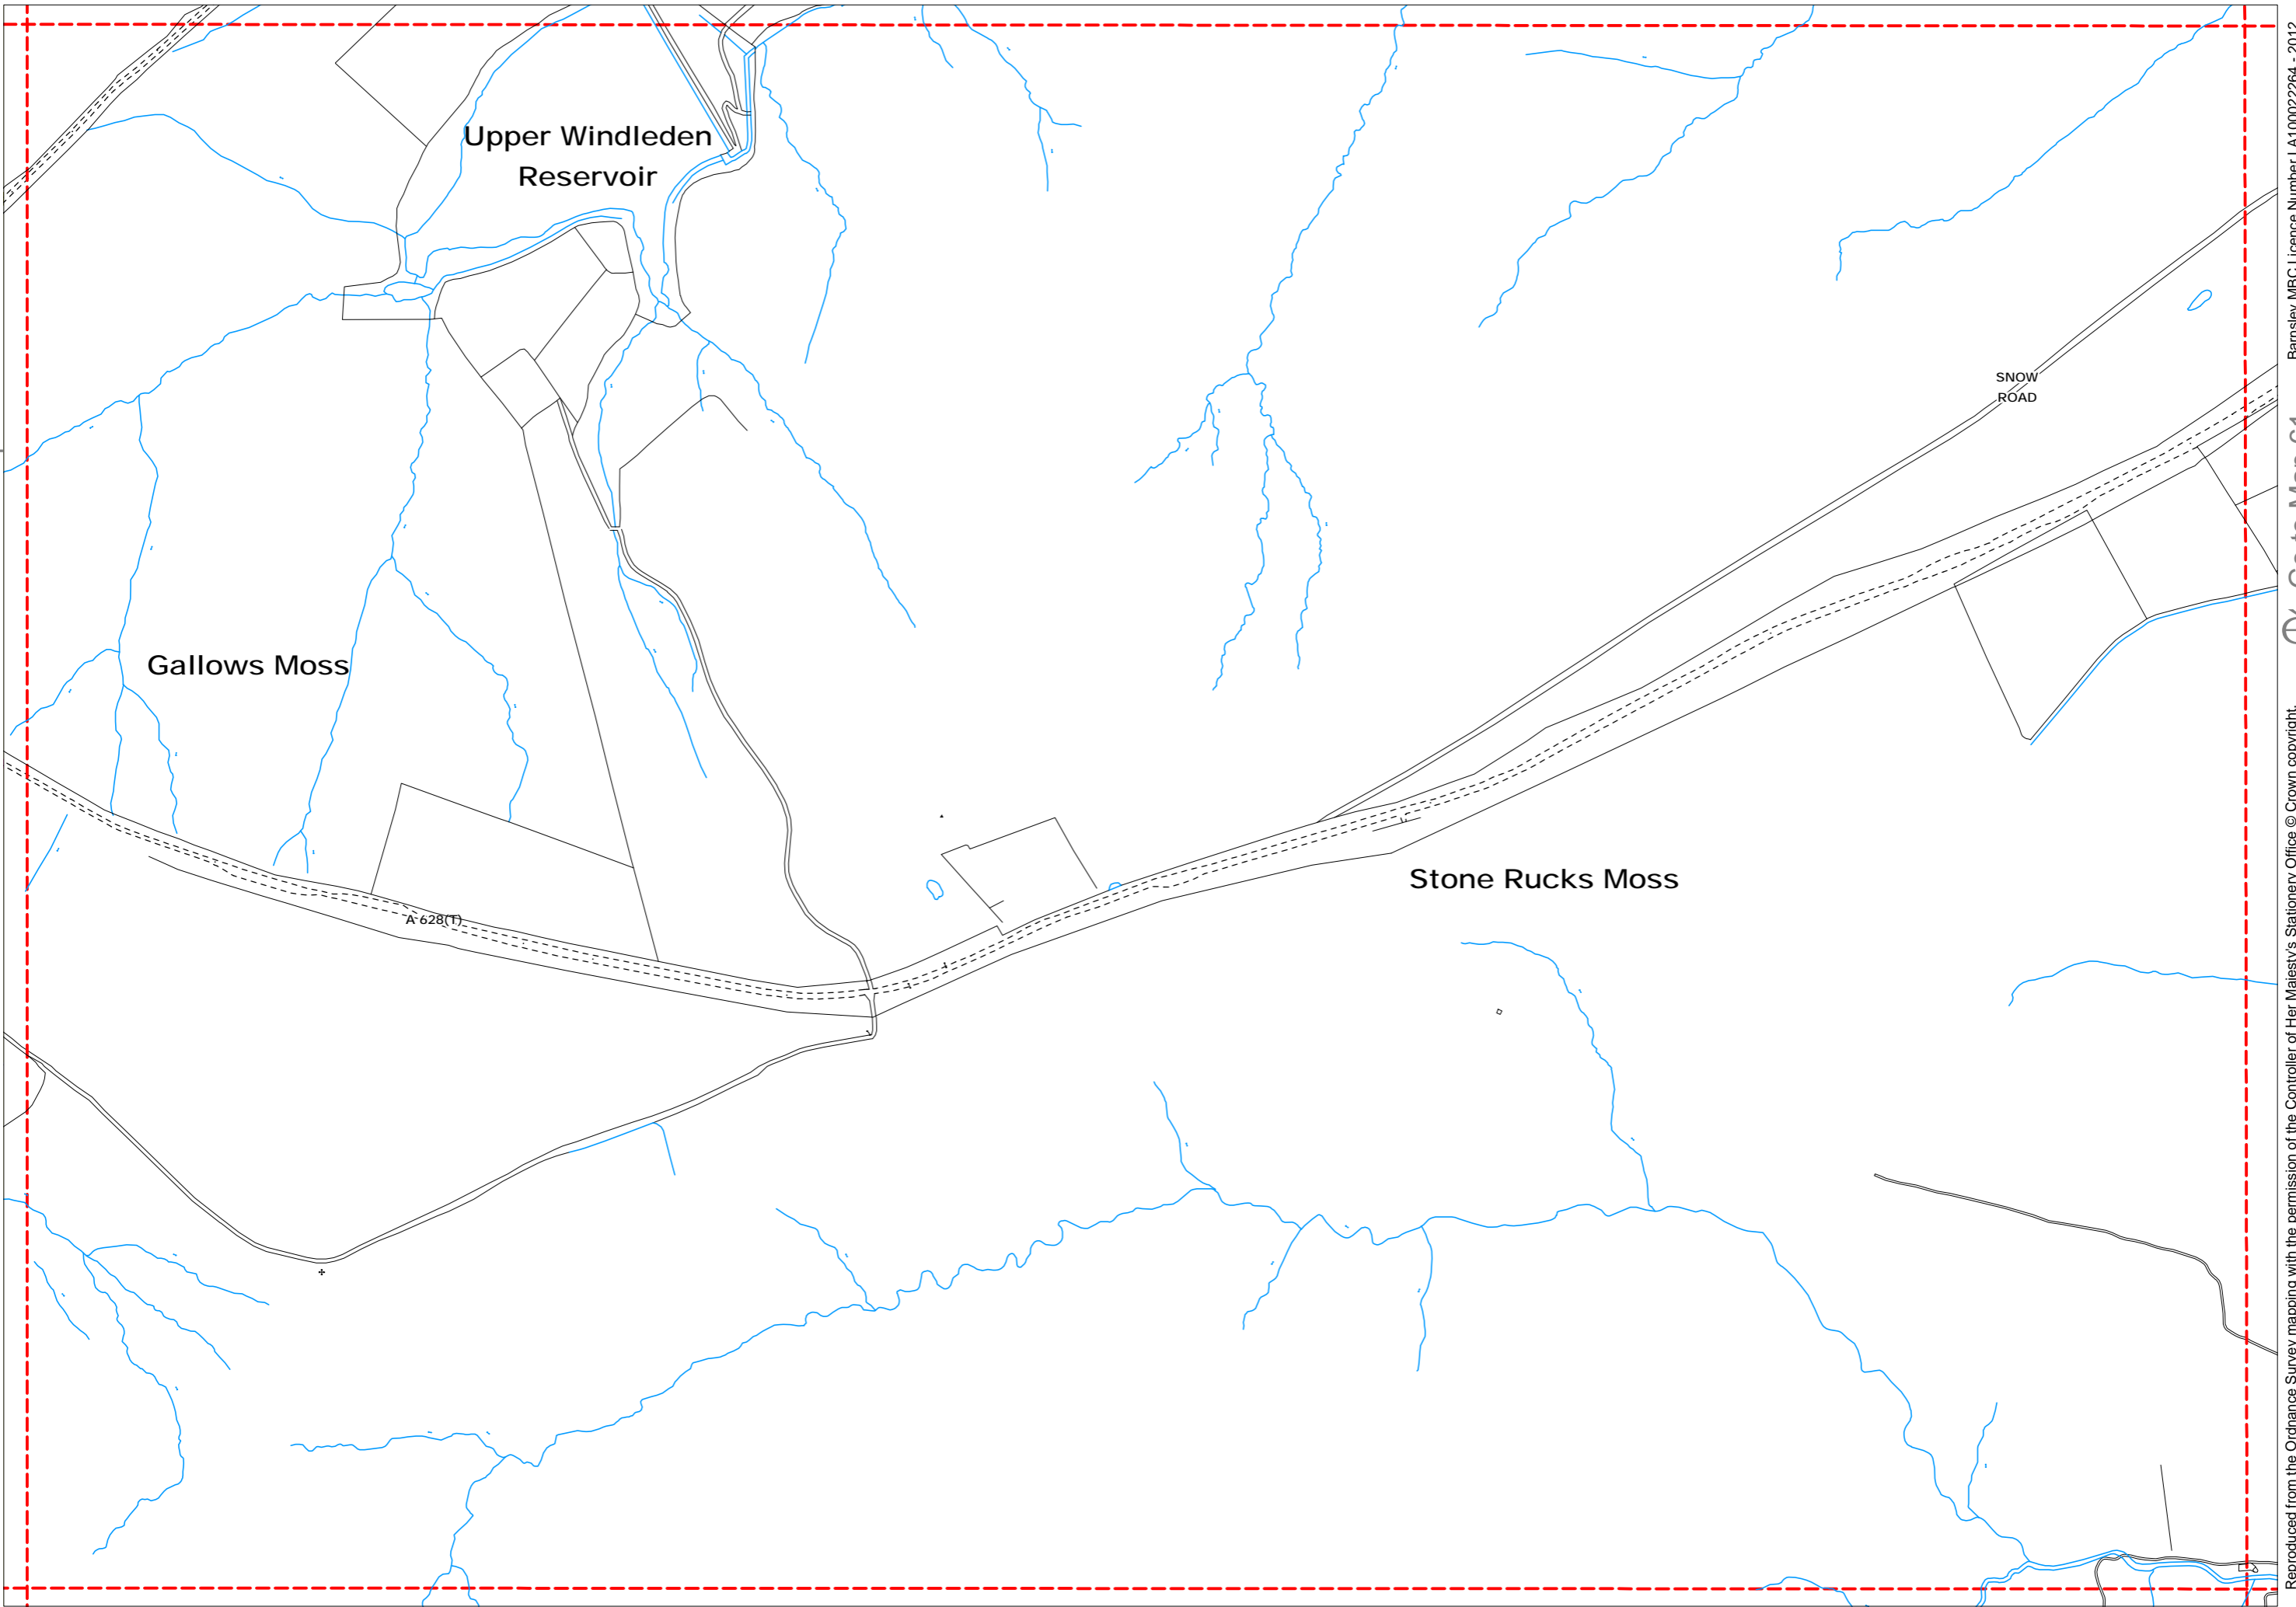 Upper Windleden
Reservoir
SNOW
ROAD
Gallows Moss
Stone Rucks Moss
A 628(T)
Reproduced from the Ordnance Survey mapping with the permission of the Controller of Her Majesty's Stationery Office © Crown copyright.
Barnsley MBC Licence Number LA100022264 - 2012